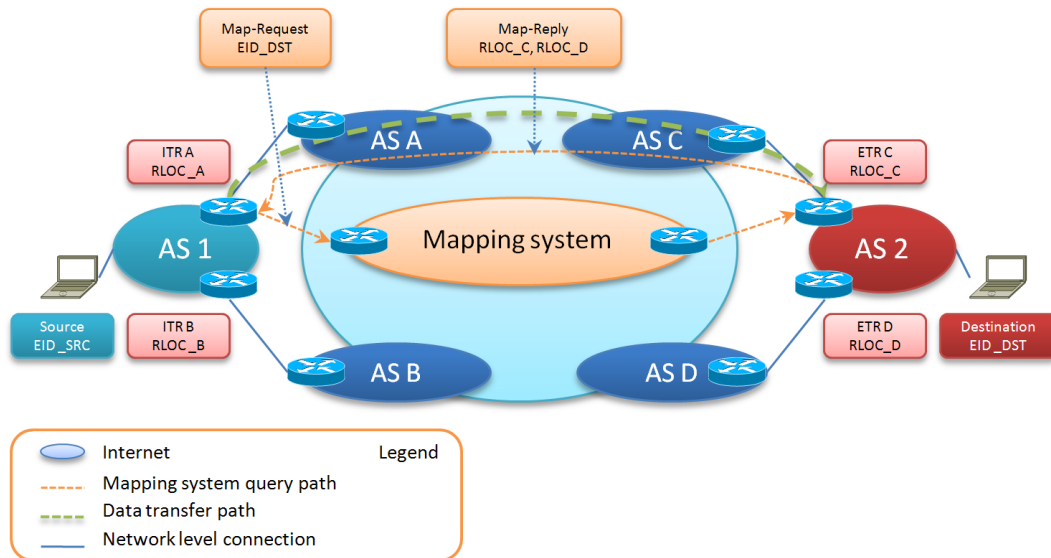 Map-Request
EID_DST
Map-Reply
RLOC_C, RLOC_D
AS A
AS C
ITR A
RLOC_A
ETR C
RLOC_C
AS 1
Mapping system
AS 2
Source
EID_SRC
ITR B
RLOC_B
ETR D
RLOC_D
Destination
EID_DST
AS B
AS D
Internet
Legend
Mapping system query path
Data transfer path
Network level connection